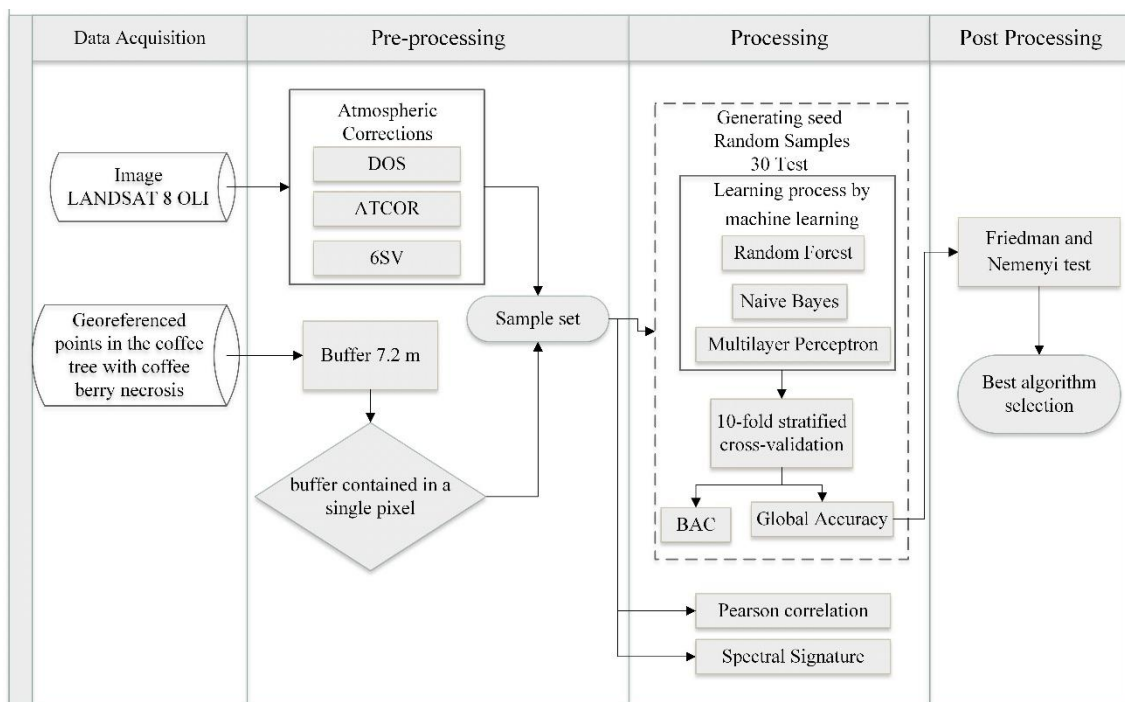 Data Acquisition
Pre-processing
Processing
Post Processing
Image
LANDSAT 8 OLI
Georeferenced
points in the coffee
tree with coffee
berry necrosis
Atmospheric
Corrections
DOS
ATCOR
6SV
Buffer 7.2 m
buffer contained in a
single pixel
Sample set
Generating seed
Random Samples
30 Test
Learning process by
machine learning
Random Forest
Naive Bayes
Multilayer Perceptron
10-fold stratified
cross-validation
BAC
Global Accuracy
Pearson correlation
Spectral Signature
Friedman and
Nemenyi test
Best algorithm
selection